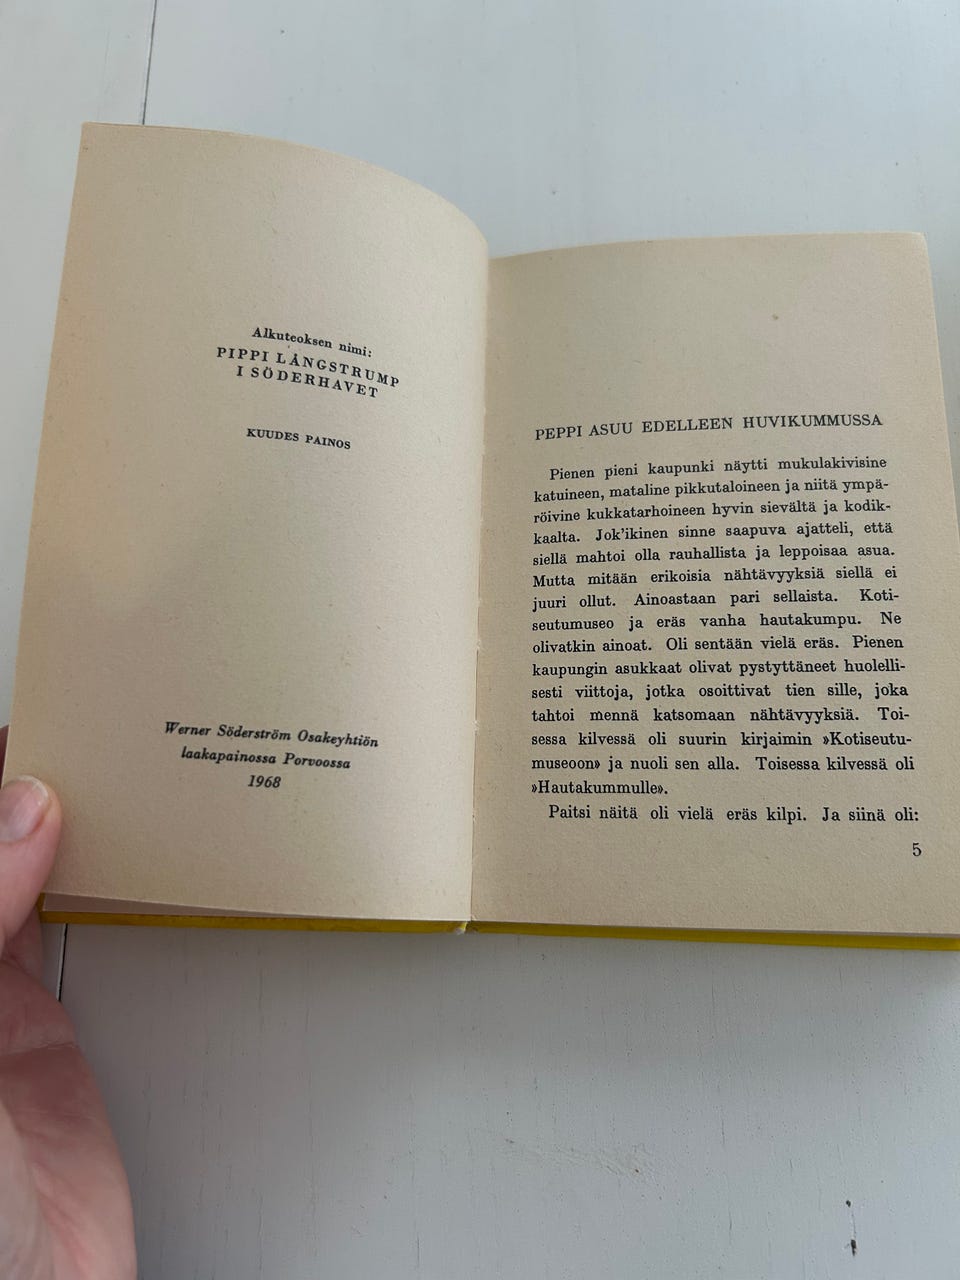 Alkuteoksen nimi:
PIPPI LÅNGSTRUMP
I SÖDERHAVET
KUUDES PAINOS
Werner Söderström Osakeyhtiön
laakapainossa Porvoossa
1968
PEPPI ASUU EDELLEEN HUVIKUMMUSSA
Pienen pieni kaupunki näytti mukulakivisine
katuineen, mataline pikkutaloineen ja niitä ympä-
röivine kukkatarhoineen hyvin sievältä ja kodik-
kaalta. Jok'ikinen sinne saapuva ajatteli, että
siellä mahtoi olla rauhallista ja leppoisaa asua.
Mutta mitään erikoisia nähtävyyksiä siellä ei
juuri ollut. Ainoastaan pari sellaista. Koti-
seutumuseo ja eräs vanha hautakumpu. Ne
olivatkin ainoat. Oli sentään vielä eräs. Pienen
kaupungin asukkaat olivat pystyttäneet huolelli-
sesti viittoja, jotka osoittivat tien sille, joka
tahtoi mennä katsomaan nähtävyyksiä. Toi-
sessa kilvessä oli suurin kirjaimin »Kotiseutu-
museoon» ja nuoli sen alla. Toisessa kilvessä oli
»Hautakummulle».
Paitsi näitä oli vielä eräs kilpi. Ja siinä oli:
5